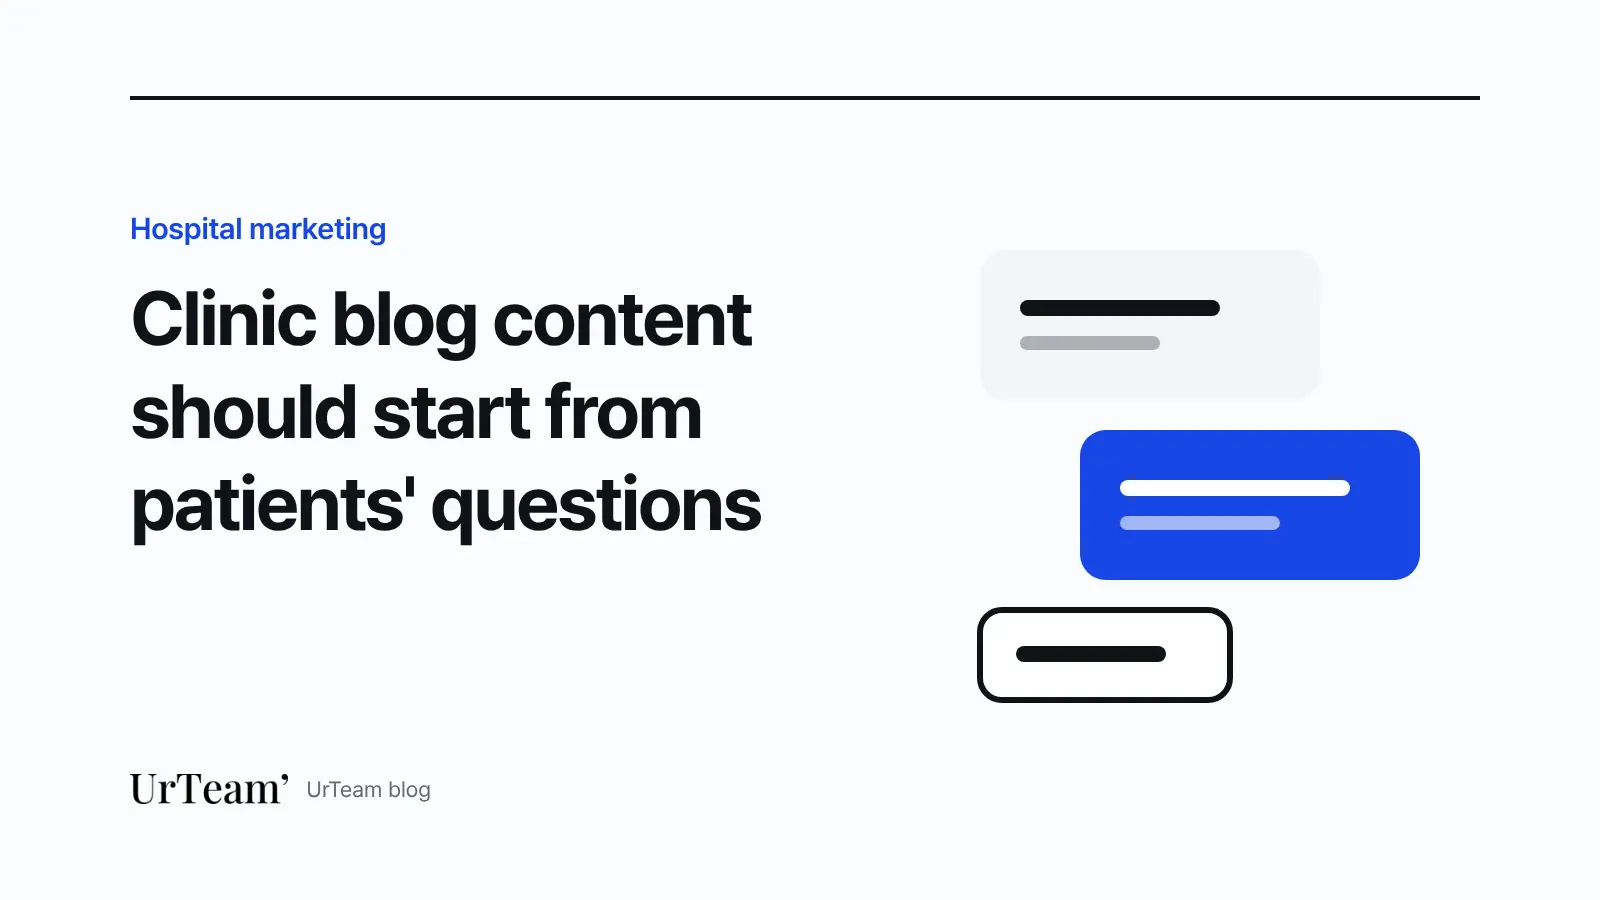 Hospital marketing
Clinic blog content
should start from
patients' questions
UrTeam’ UrTeam blog